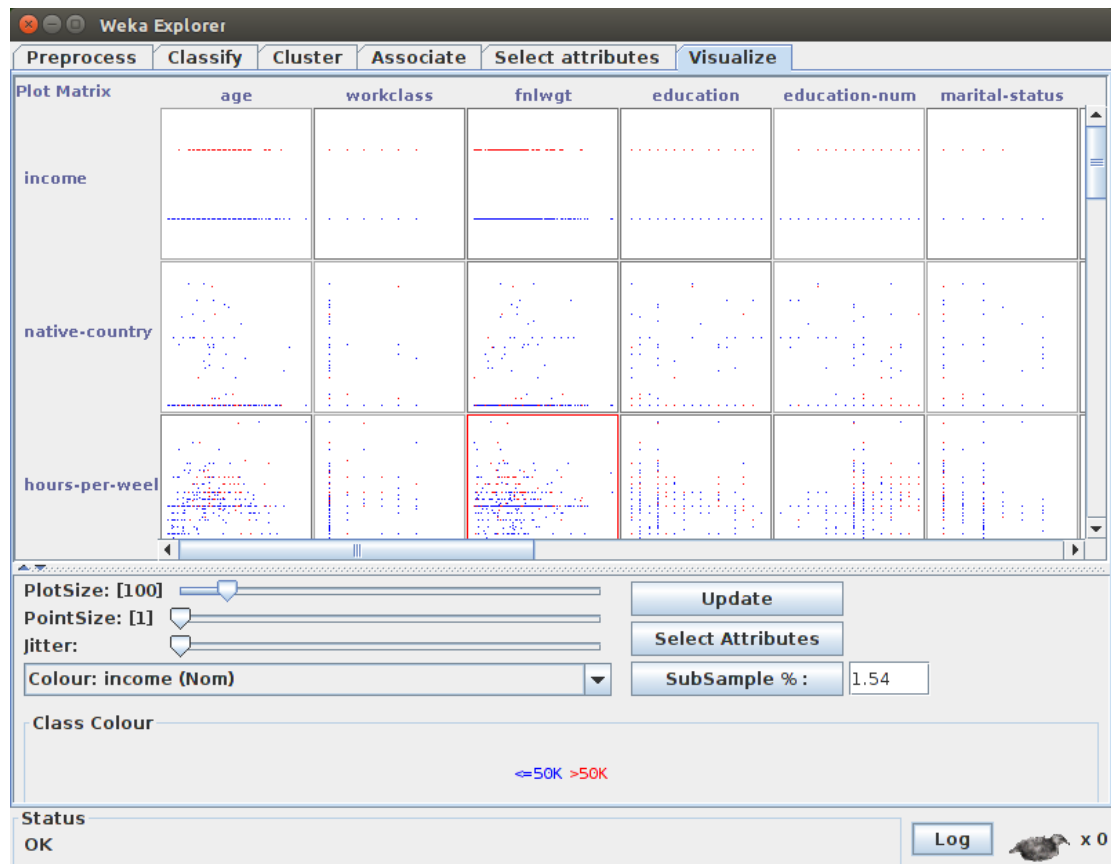 Weka Explorer
Preprocess Classify Cluster Associate Select attributes Visualize
Plot Matrix age workclass fnlwgt education education-num marital-status
income
native-country
hours-per-weel
PlotSize: [100]
PointSize: [1]
Jitter:
Update
Select Attributes
Colour: income (Nom)
SubSample % : 1.54
Class Colour
<=50K >50K
Status
OK
Log x 0